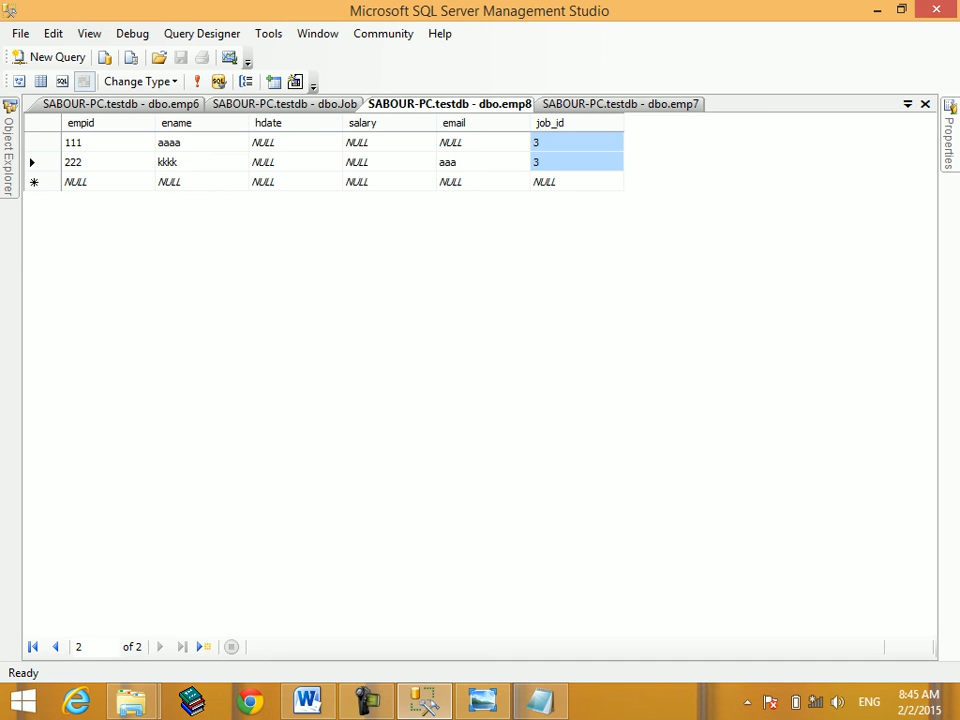 Microsoft SQL Server Management Studio
File Edit View Debug Query Designer Tools Window Community Help
New Query
Change Type
SABOUR-PC.testdb - dbo.emp6 SABOUR-PC.testdb - dbo.Job SABOUR-PC.testdb - dbo.emp8 SABOUR-PC.testdb - dbo.emp7
Object Explorer
Properties
empid ename hdate salary email job_id
111 aaaa NULL NULL NULL 3
222 kkkk NULL NULL aaa 3
NULL NULL NULL NULL NULL NULL
2 of 2
Ready
ENG
8:45 AM
2/2/2015